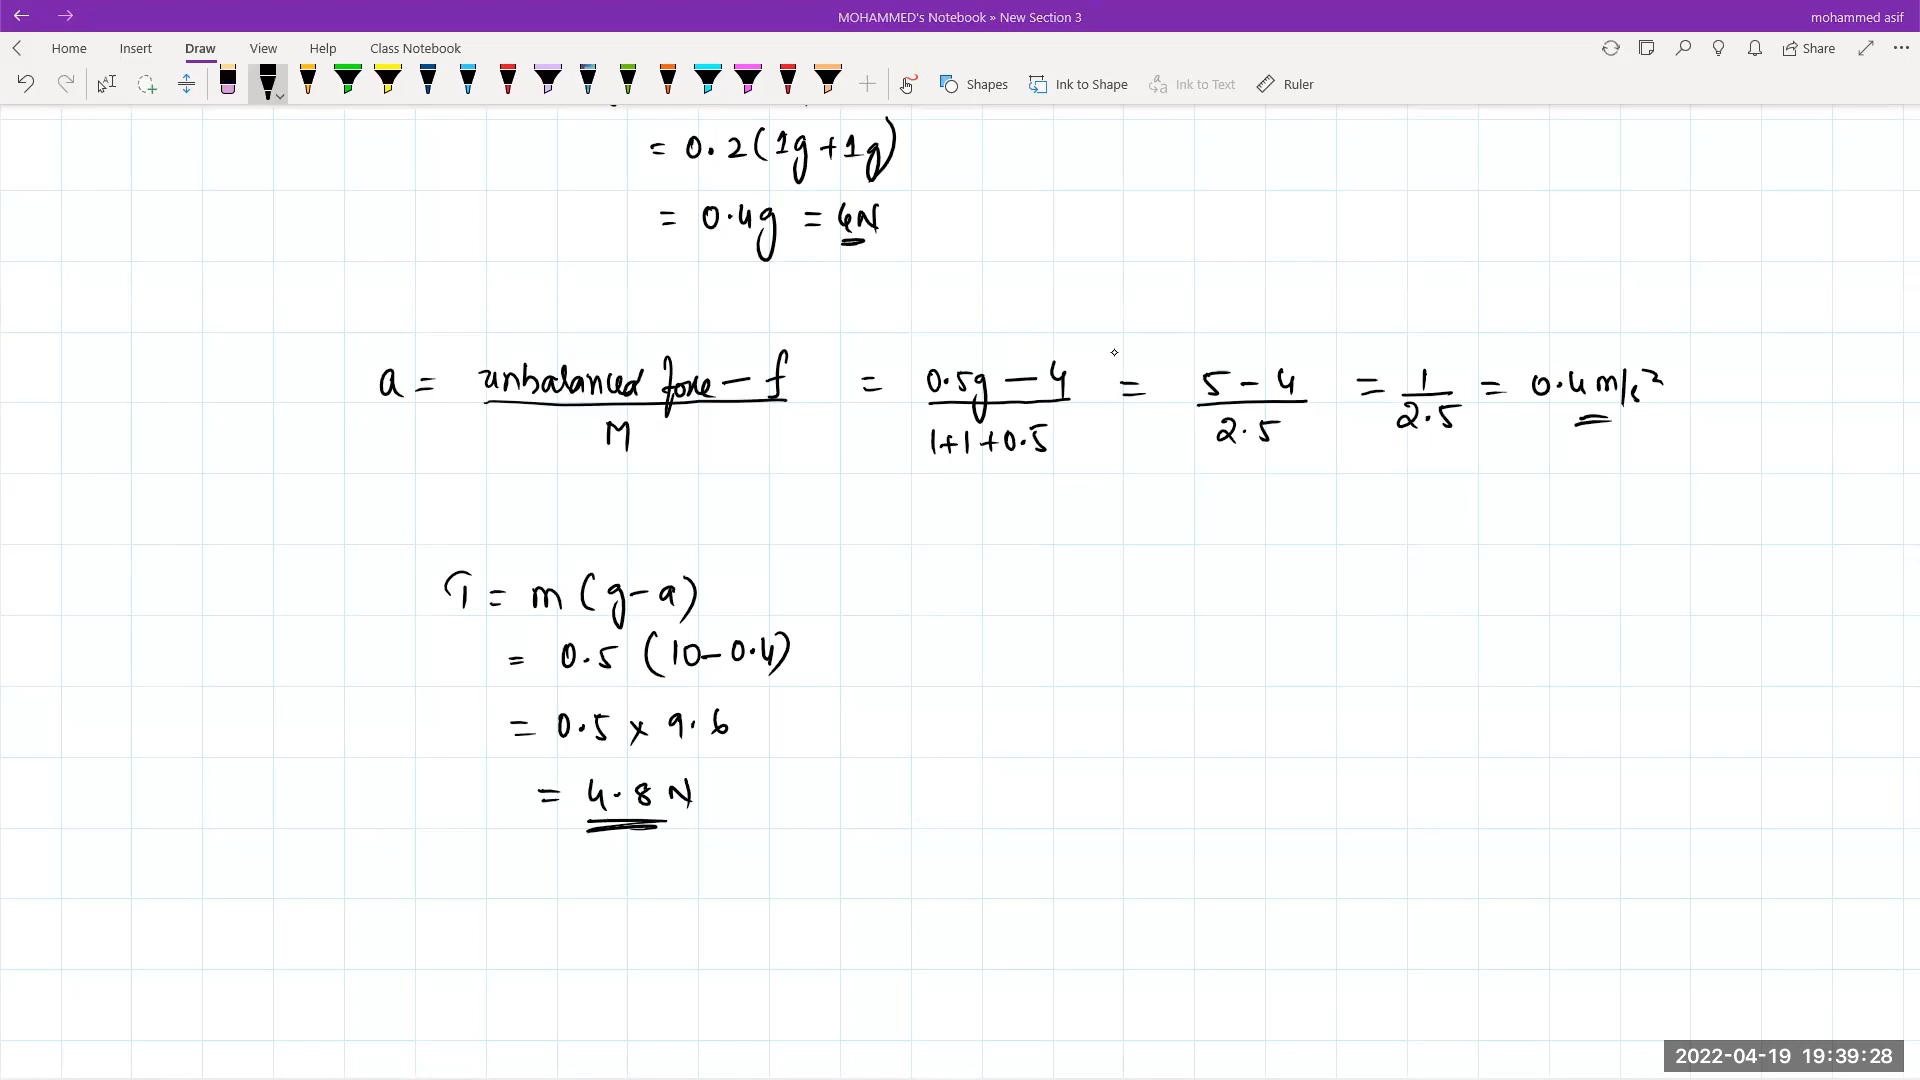 MOHAMMED's Notebook » New Section 3
mohammed asif
Home Insert Draw View Help Class Notebook
Share
Shapes Ink to Shape Ink to Text Ruler
= 0.2(1g+1g)
= 0.4g = 4N
a = unbalanced force - f / M = 0.5g - 4 / 1+1+0.5 = 5 - 4 / 2.5 = 1 / 2.5 = 0.4 m/s²
T = m(g-a)
= 0.5 (10-0.4)
= 0.5 x 9.6
= 4.8 N
2022-04-19 19:39:28